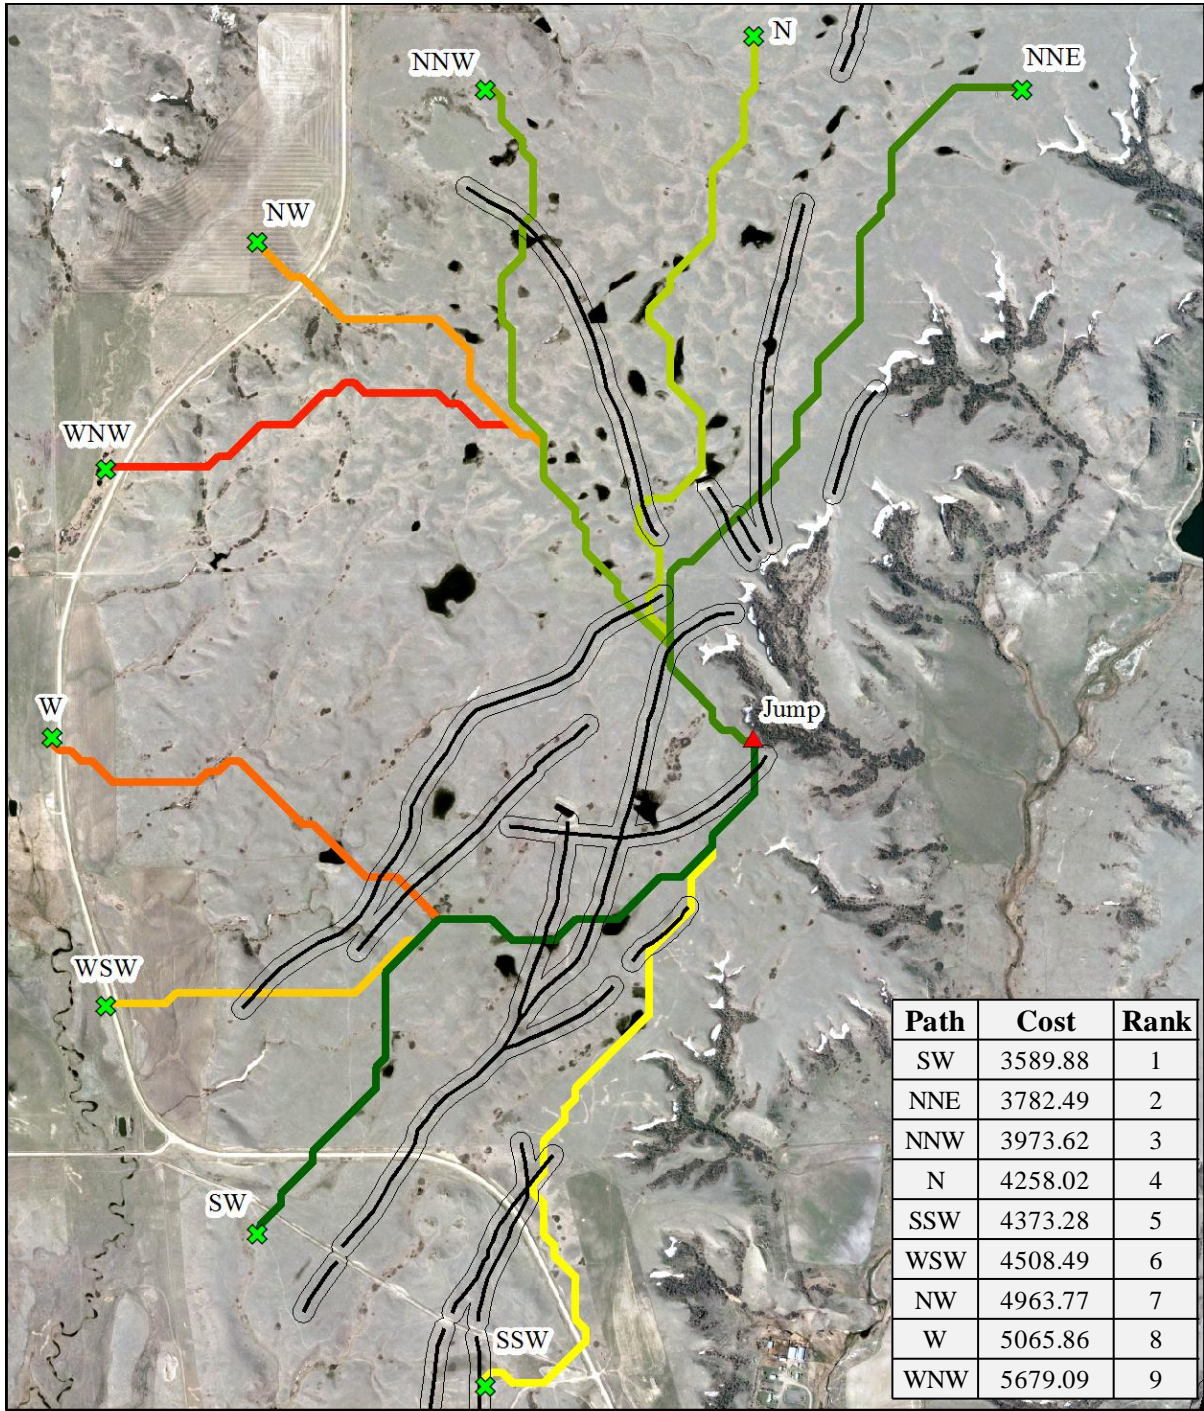 N
NNW
NNE
NW
WNW
W
Jump
WSW
SW
SSW
Path Cost Rank
SW 3589.88 1
NNE 3782.49 2
NNW 3973.62 3
N 4258.02 4
SSW 4373.28 5
WSW 4508.49 6
NW 4963.77 7
W 5065.86 8
WNW 5679.09 9